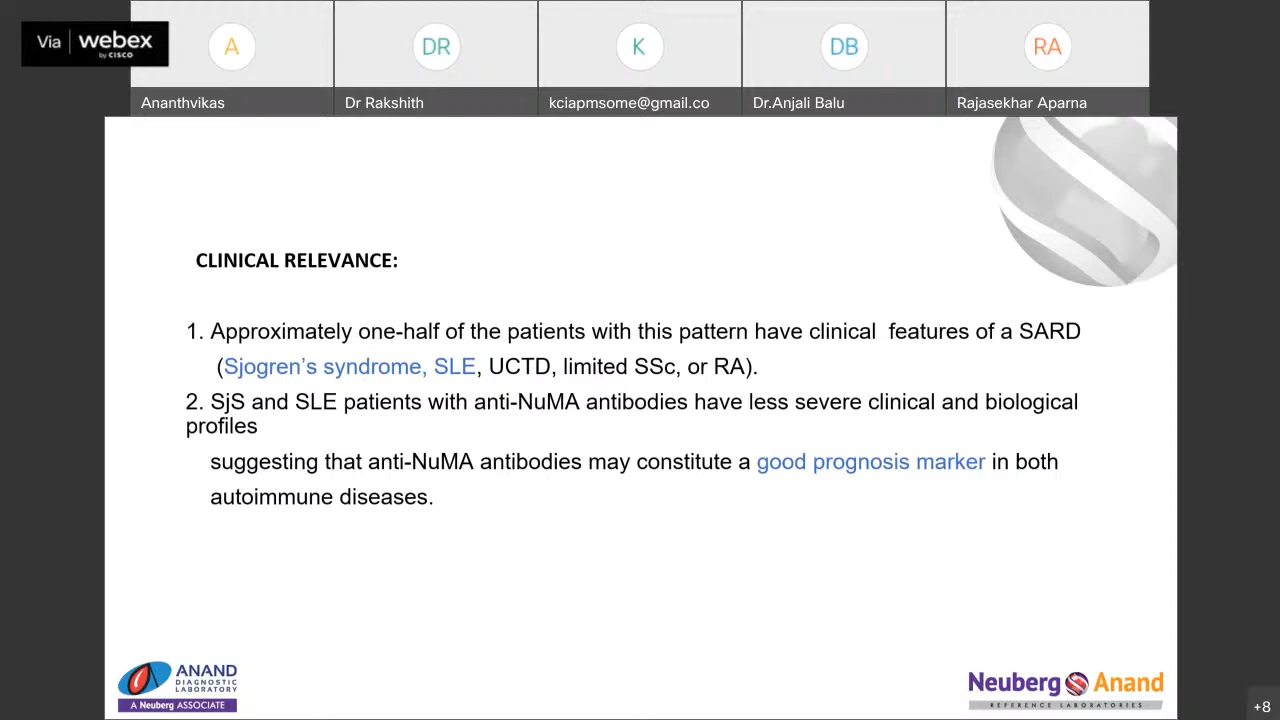 Via webex
by CISCO
A
DR
K
DB
RA
Ananthvikas
Dr Rakshith
kciapmsome@gmail.co
Dr.Anjali Balu
Rajasekhar Aparna
CLINICAL RELEVANCE:
1. Approximately one-half of the patients with this pattern have clinical features of a SARD
(Sjogren’s syndrome, SLE, UCTD, limited SSc, or RA).
2. SjS and SLE patients with anti-NuMA antibodies have less severe clinical and biological
profiles
suggesting that anti-NuMA antibodies may constitute a good prognosis marker in both
autoimmune diseases.
ANAND
DIAGNOSTIC
LABORATORY
A Neuberg ASSOCIATE
Neuberg Anand
REFERENCE LABORATORIES
+8